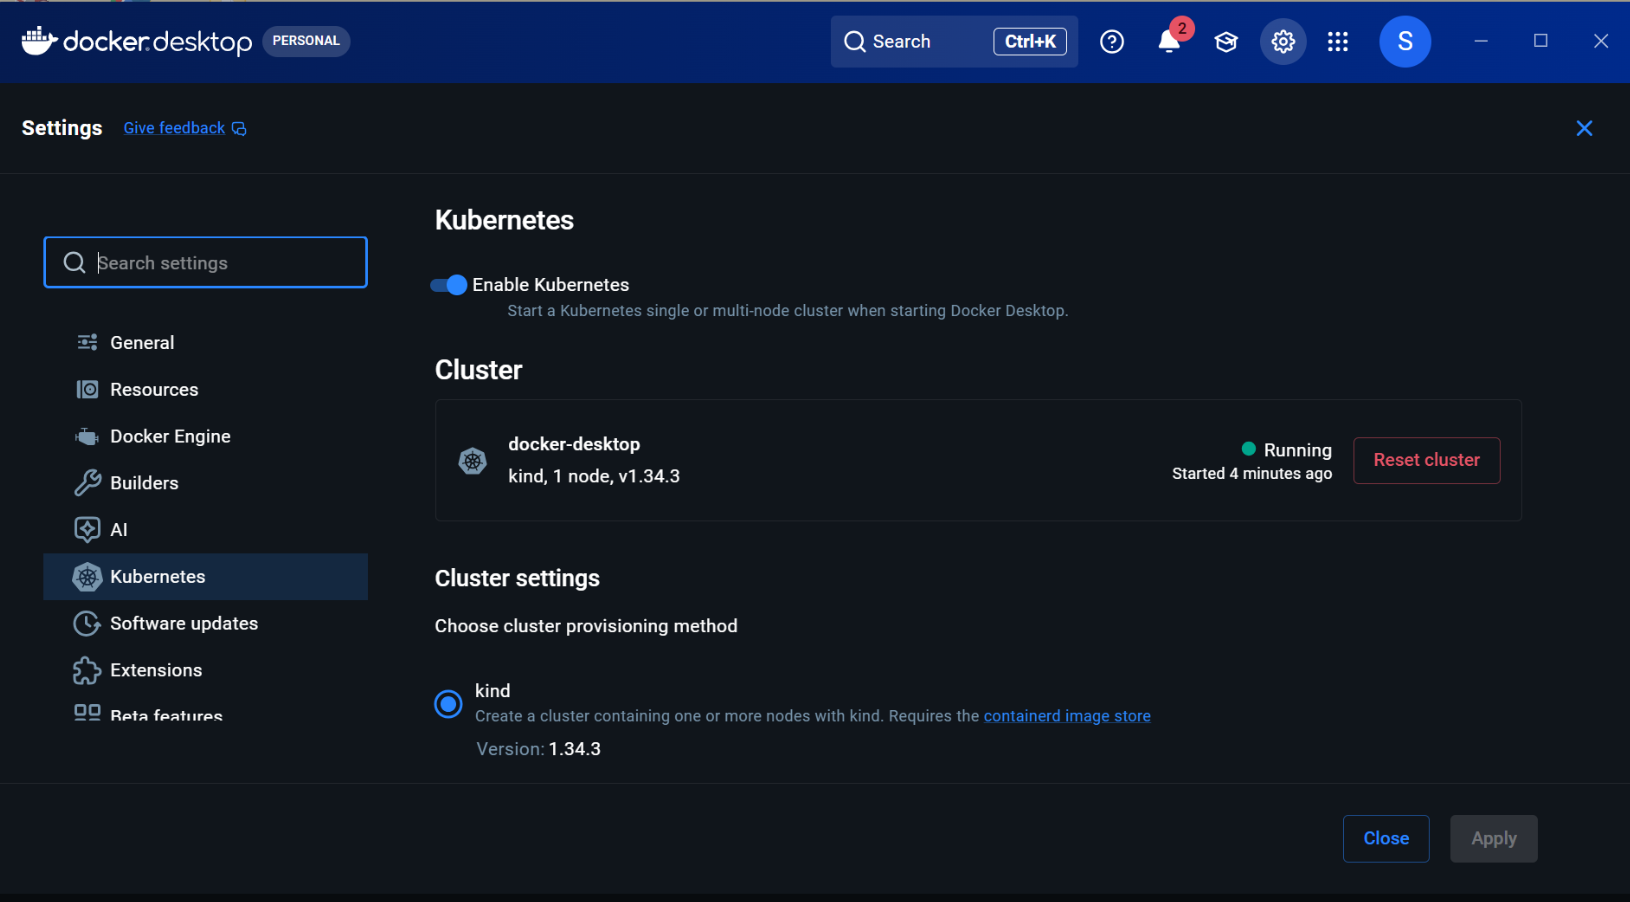 docker desktop PERSONAL
Search Ctrl+K
2
S
Settings Give feedback
Search settings
General
Resources
Docker Engine
Builders
AI
Kubernetes
Software updates
Extensions
Beta features
Kubernetes
Enable Kubernetes
Start a Kubernetes single or multi-node cluster when starting Docker Desktop.
Cluster
docker-desktop
kind, 1 node, v1.34.3
Running
Started 4 minutes ago
Reset cluster
Cluster settings
Choose cluster provisioning method
kind
Create a cluster containing one or more nodes with kind. Requires the containerd image store
Version: 1.34.3
Close Apply